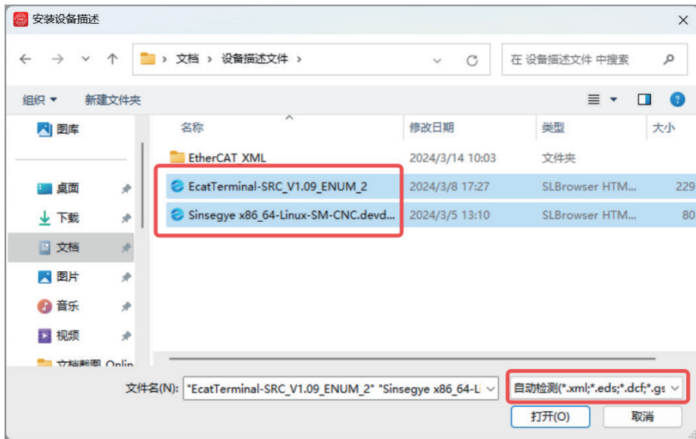 安装设备描述
文档 › 设备描述文件 ›
在 设备描述文件 中搜索
组织 新建文件夹
图库
桌面
下载
文档
图片
音乐
视频
名称 修改日期 类型 大小
EtherCAT XML 2024/3/14 10:03 文件夹
EcatTerminal-SRC_V1.09_ENUM_2 2024/3/8 17:27 SLBrowser HTM... 229
Sinsegye x86_64-Linux-SM-CNC.devd... 2024/3/5 13:10 SLBrowser HTM... 80
文件名(N): "EcatTerminal-SRC_V1.09_ENUM_2" "Sinsegye x86_64-Li 自动检测(*.xml;*.eds;*.dcf;*.gs
打开(O) 取消